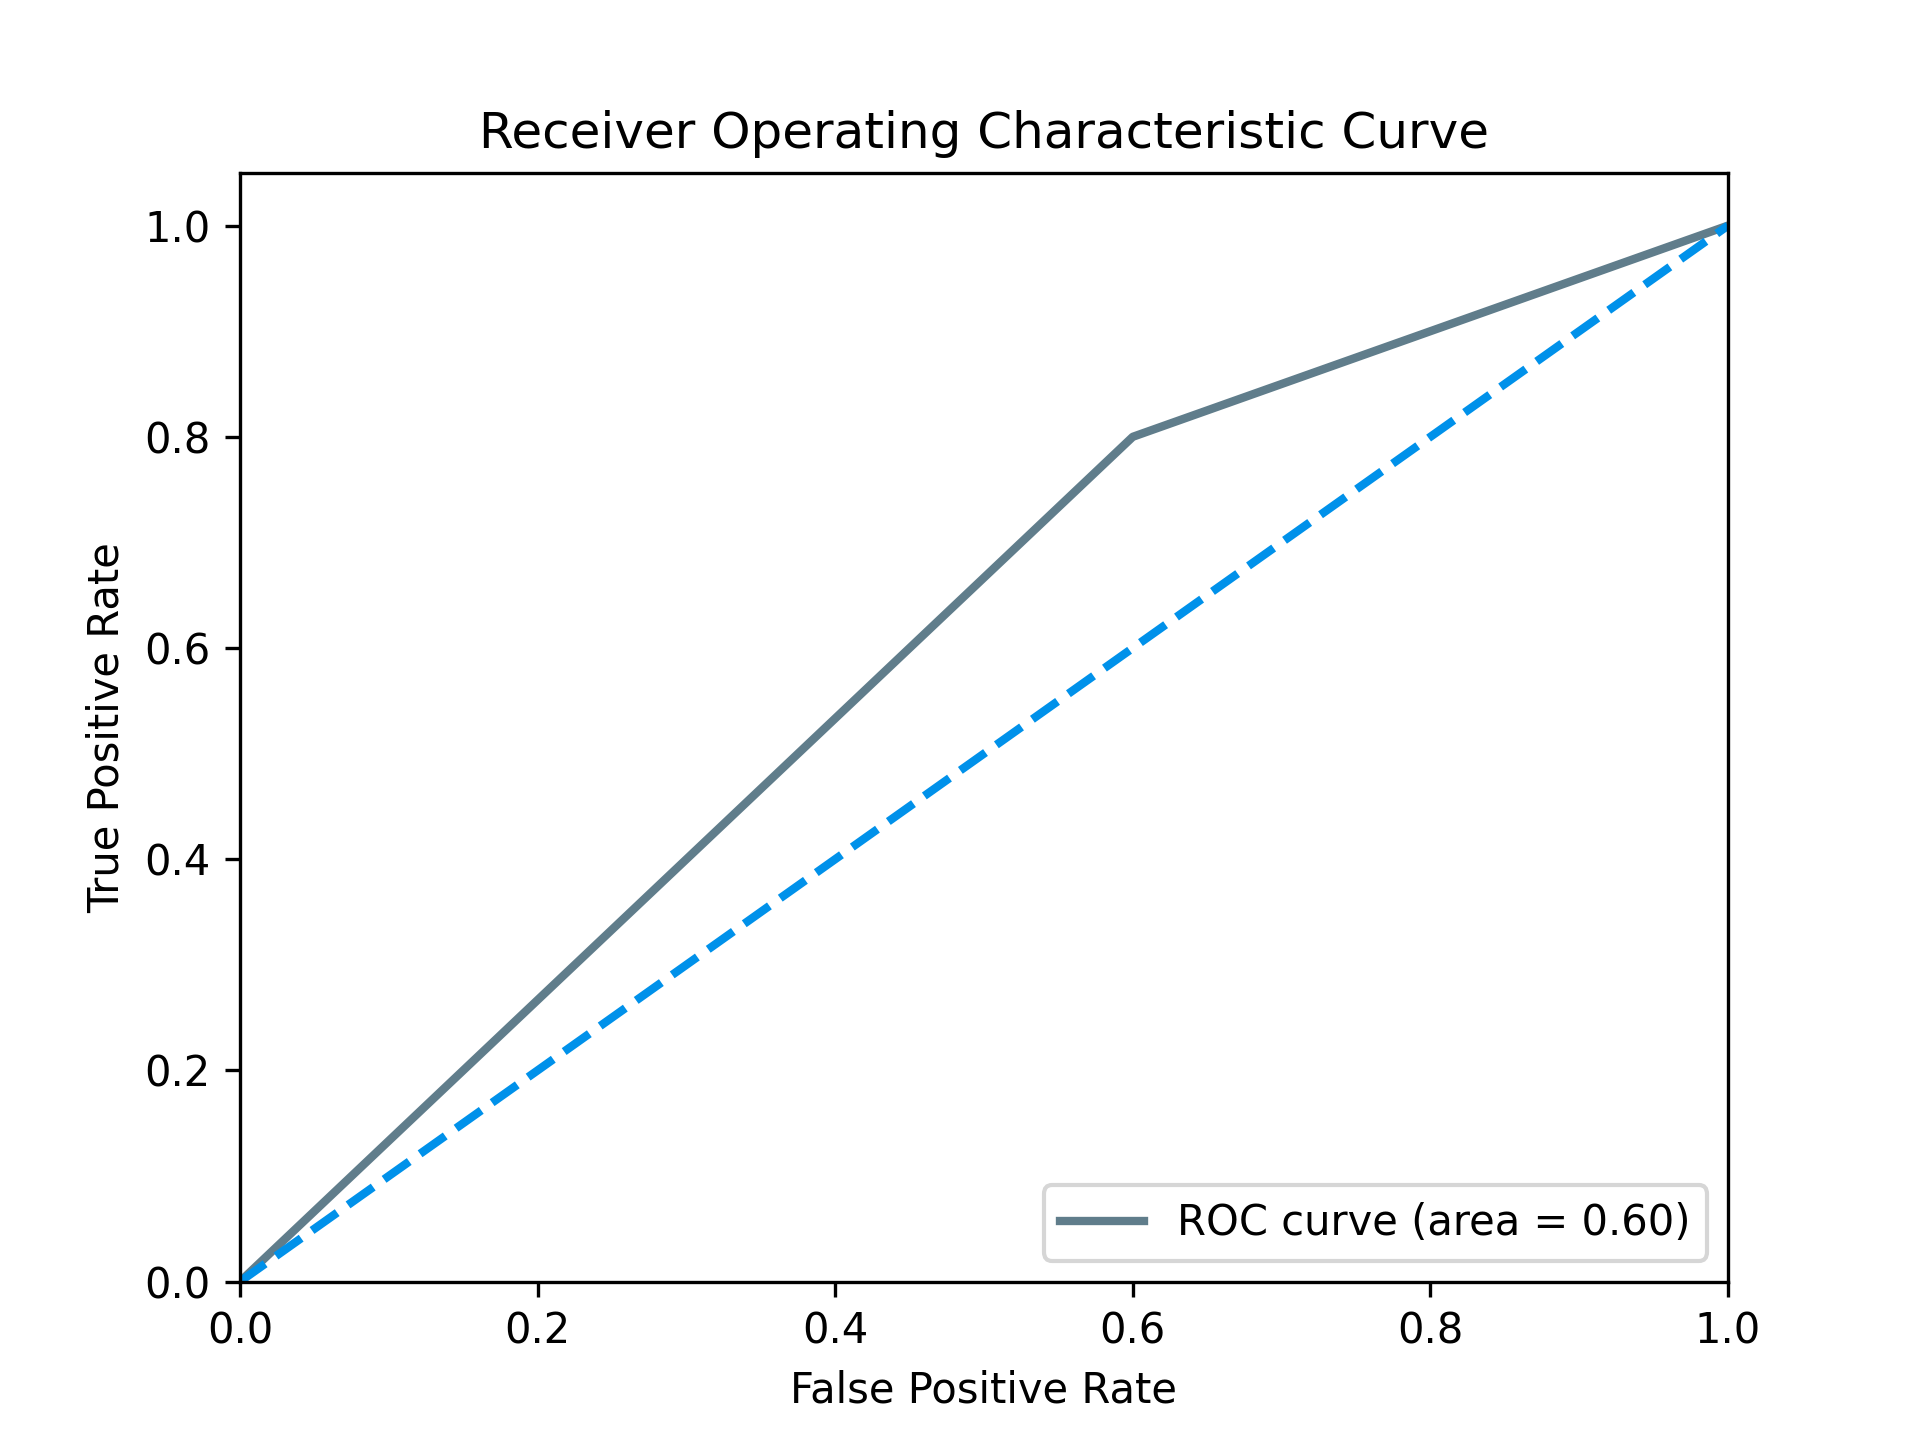 Receiver Operating Characteristic Curve
1.0
0.8
0.6
0.4
0.2
0.0
True Positive Rate
ROC curve (area = 0.60)
0.0 0.2 0.4 0.6 0.8 1.0
False Positive Rate